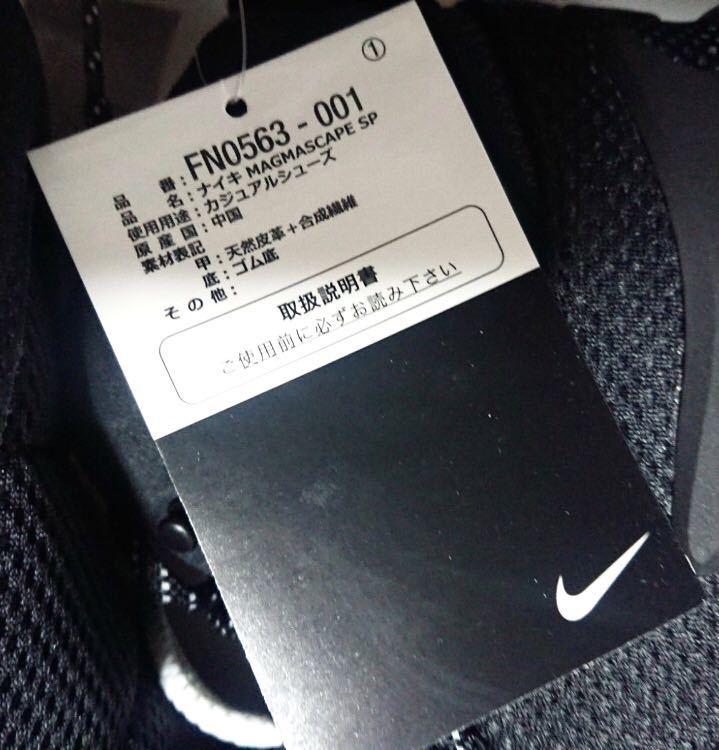 ①
品番：FN0563 - 001
品名：ナイキ MAGMASCAPE SP
使用用途：カジュアルシューズ
原産国：中国
素材表記
甲：天然皮革＋合成繊維
底：ゴム底
その他：
取扱説明書
ご使用前に必ずお読み下さい